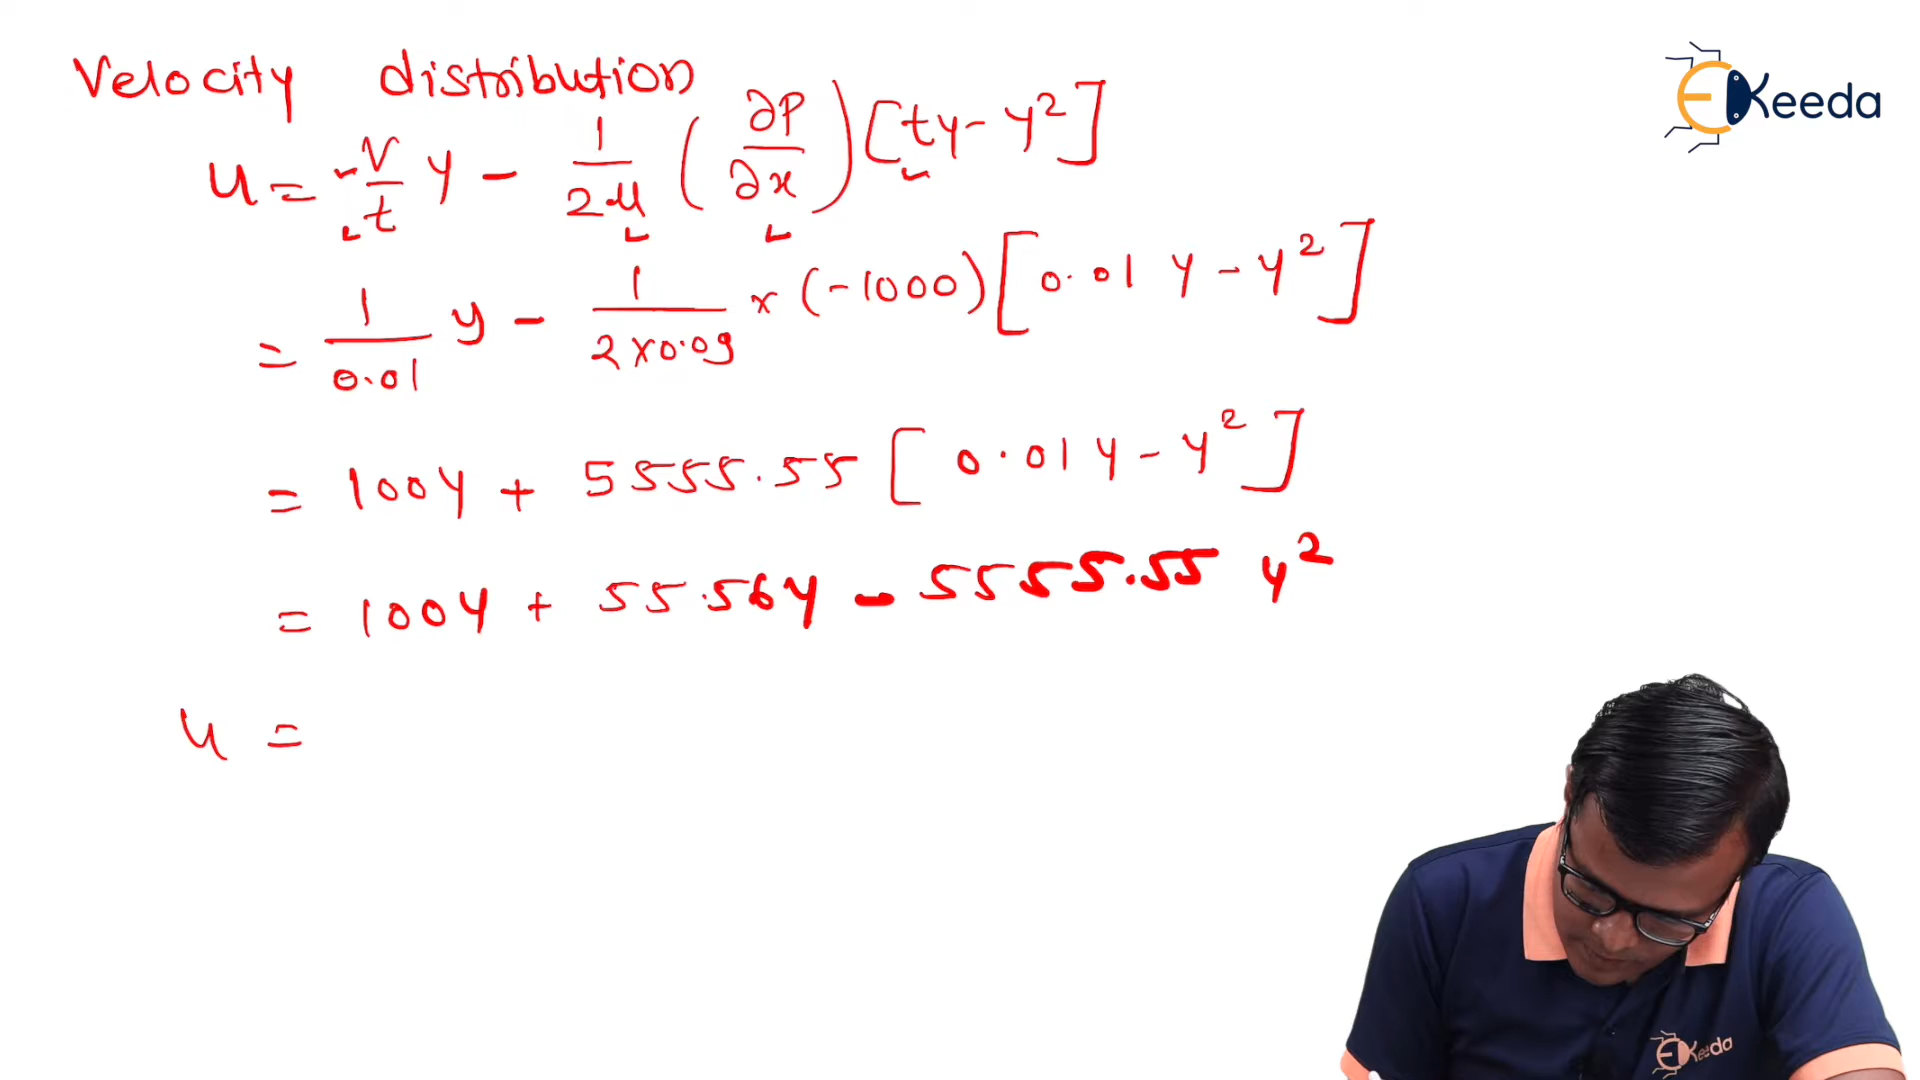 Velocity distribution
u = V/t y - 1/2μ (∂P/∂x) [ty - y²]
= 1/0.01 y - 1/2×0.09 × (-1000) [0.01 y - y²]
= 100y + 5555.55 [0.01y - y²]
= 100y + 55.56y - 5555.55 y²
u =
EKeeda
EKeeda